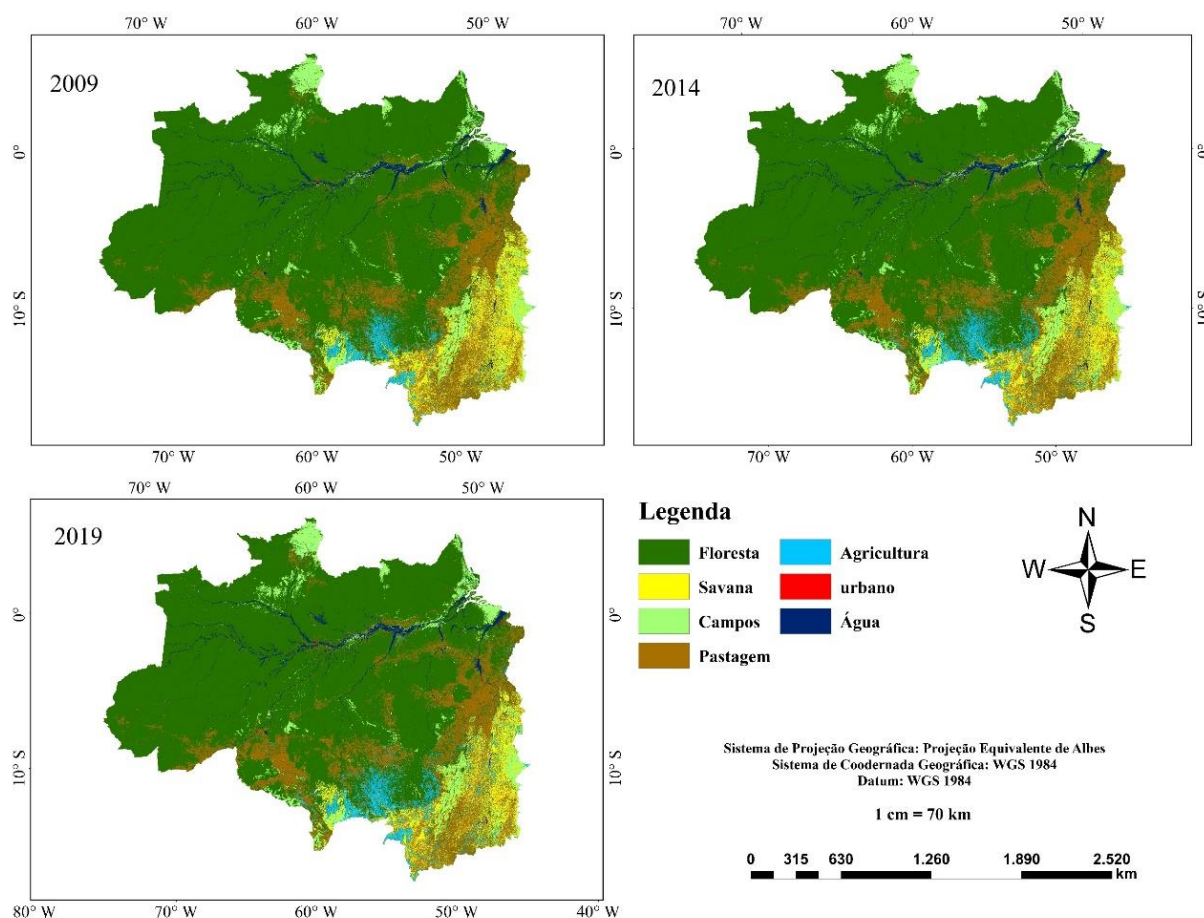 70° W 60° W 50° W
70° W 60° W 50° W
2009
2014
0°
10° S
0°
0°
10° S
10° S
70° W 60° W 50° W
70° W 60° W 50° W
70° W 60° W 50° W
2019
0°
10° S
80° W 70° W 60° W 50° W 40° W
Legenda
Floresta
Savana
Campos
Pastagem
Agricultura
urbano
Água
N
W E
S
Sistema de Projeção Geográfica: Projeção Equivalente de Albes
Sistema de Coodernada Geográfica: WGS 1984
Datum: WGS 1984
1 cm = 70 km
0 315 630 1.260 1.890 2.520
km